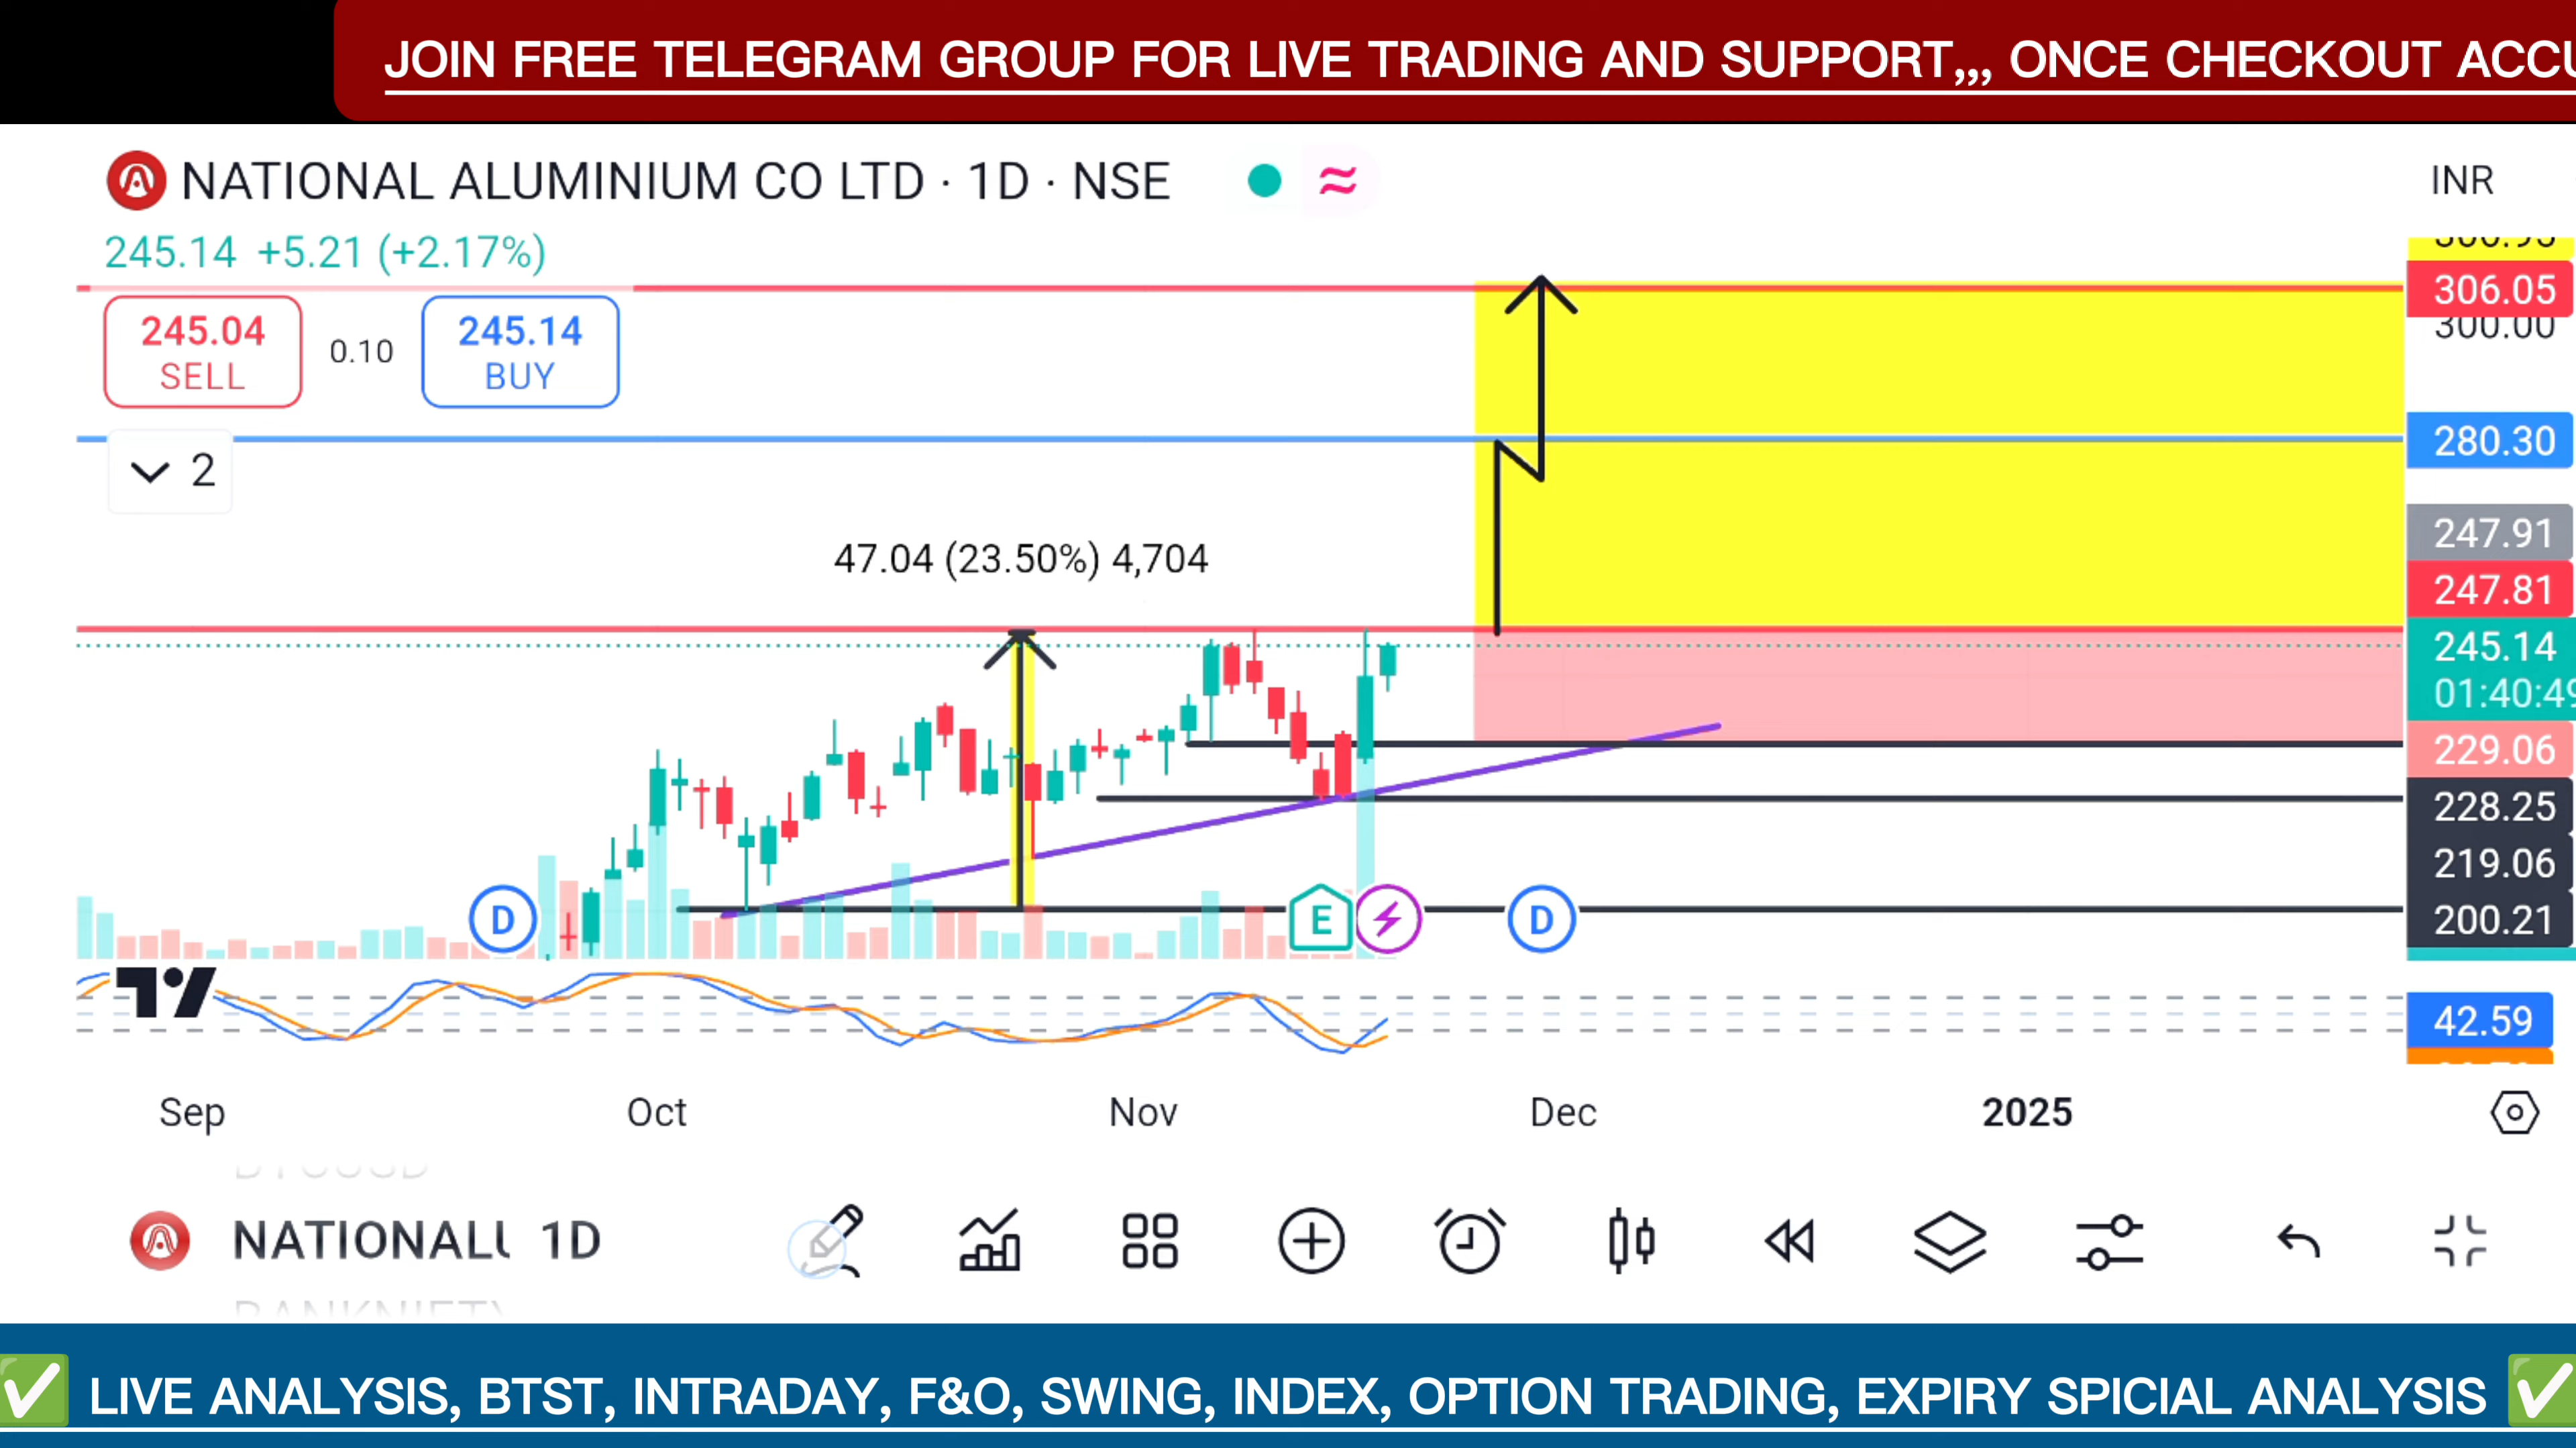 JOIN FREE TELEGRAM GROUP FOR LIVE TRADING AND SUPPORT,,, ONCE CHECKOUT ACCU
NATIONAL ALUMINIUM CO LTD · 1D · NSE
INR
245.14 +5.21 (+2.17%)
306.05
300.00
245.04
SELL
0.10
245.14
BUY
280.30
2
247.91
47.04 (23.50%) 4,704
247.81
245.14
01:40:49
229.06
228.25
219.06
D
E
D
200.21
42.59
Sep
Oct
Nov
Dec
2025
NATIONALU 1D
BANKNIFTY
✅ LIVE ANALYSIS, BTST, INTRADAY, F&O, SWING, INDEX, OPTION TRADING, EXPIRY SPICIAL ANALYSIS ✅